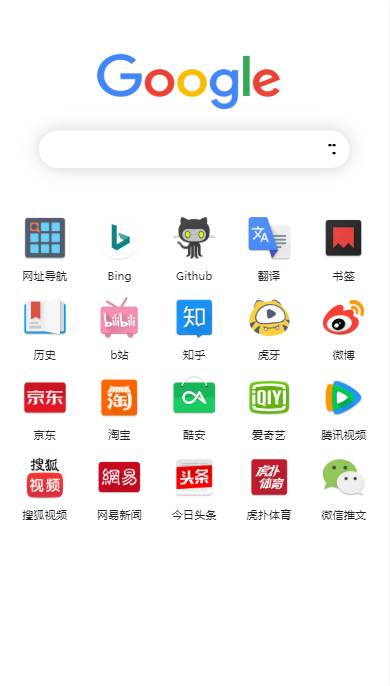 Google
网址导航
Bing
Github
翻译
书签
历史
bilibili
b站
知
知乎
虎牙
微博
京东
京东
淘
淘宝
酷安
iQIYI
爱奇艺
腾讯视频
搜狐
视频
搜狐视频
網易
网易新闻
头条
今日头条
虎扑
体育
虎扑体育
微信推文